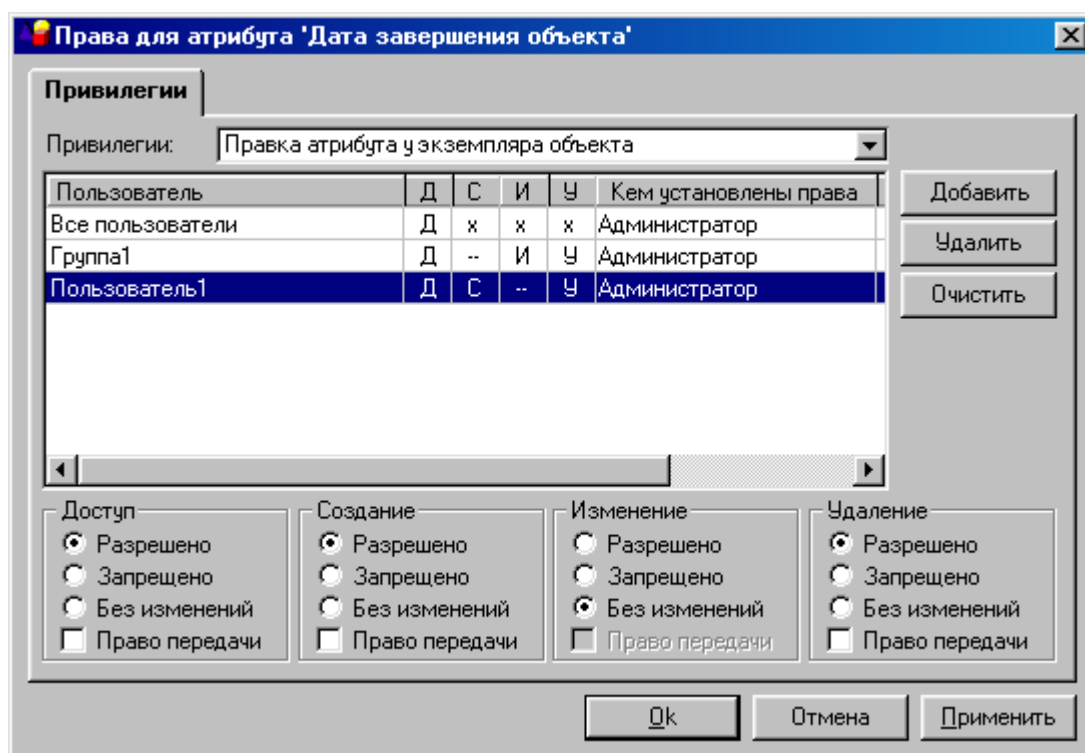 Права для атрибута 'Дата завершения объекта'
Привилегии
Привилегии: Правка атрибута у экземпляра объекта
Пользователь Д С И У Кем установлены права
Все пользователи Д х х х Администратор
Группа1 Д -- И У Администратор
Пользователь1 Д С -- У Администратор
Добавить
Удалить
Очистить
Доступ Создание Изменение Удаление
Разрешено Разрешено Разрешено Разрешено
Запрещено Запрещено Запрещено Запрещено
Без изменений Без изменений Без изменений Без изменений
Право передачи Право передачи Право передачи Право передачи
Ok Отмена Применить